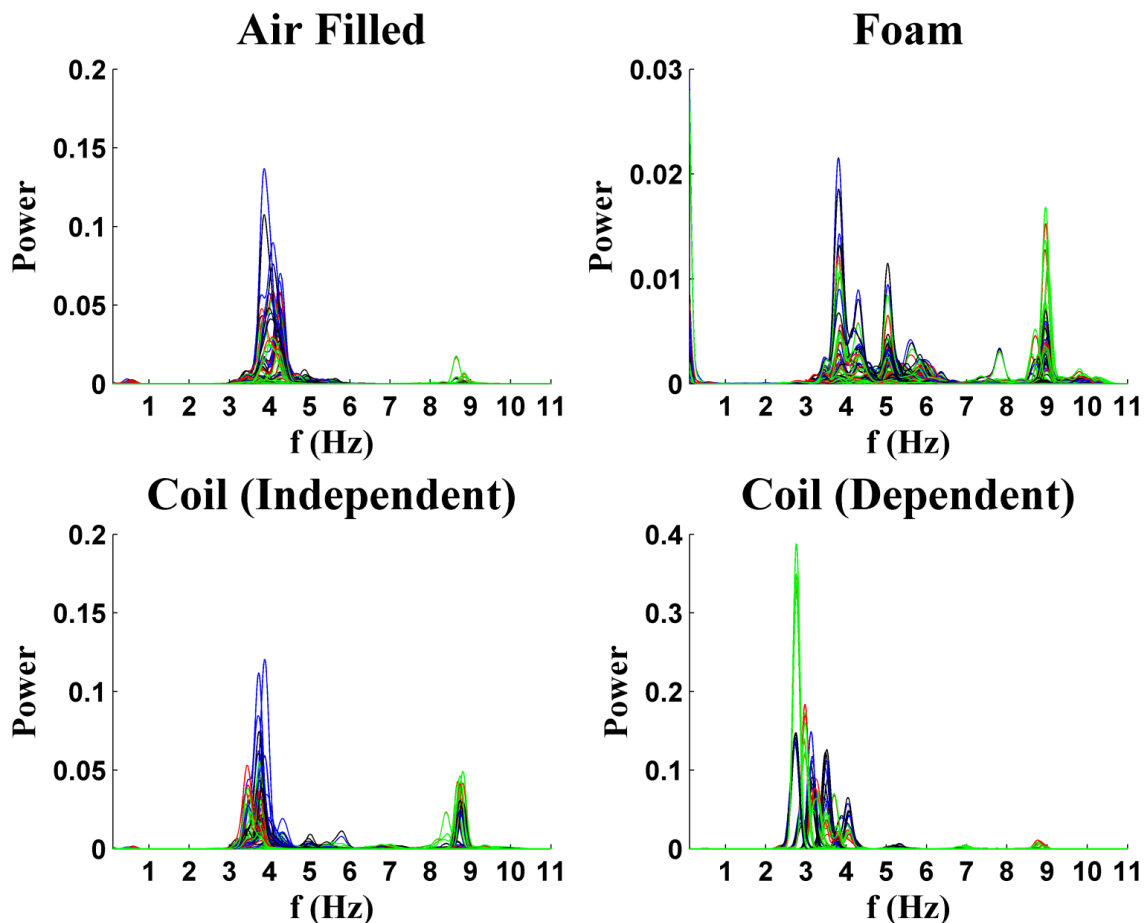 Air Filled
0.2
0.15
0.1
0.05
0
Power
1 2 3 4 5 6 7 8 9 10 11
f (Hz)
Foam
0.03
0.02
0.01
0
Power
1 2 3 4 5 6 7 8 9 10 11
f (Hz)
Coil (Independent)
0.2
0.15
0.1
0.05
0
Power
1 2 3 4 5 6 7 8 9 10 11
f (Hz)
Coil (Dependent)
0.4
0.3
0.2
0.1
0
Power
1 2 3 4 5 6 7 8 9 10 11
f (Hz)